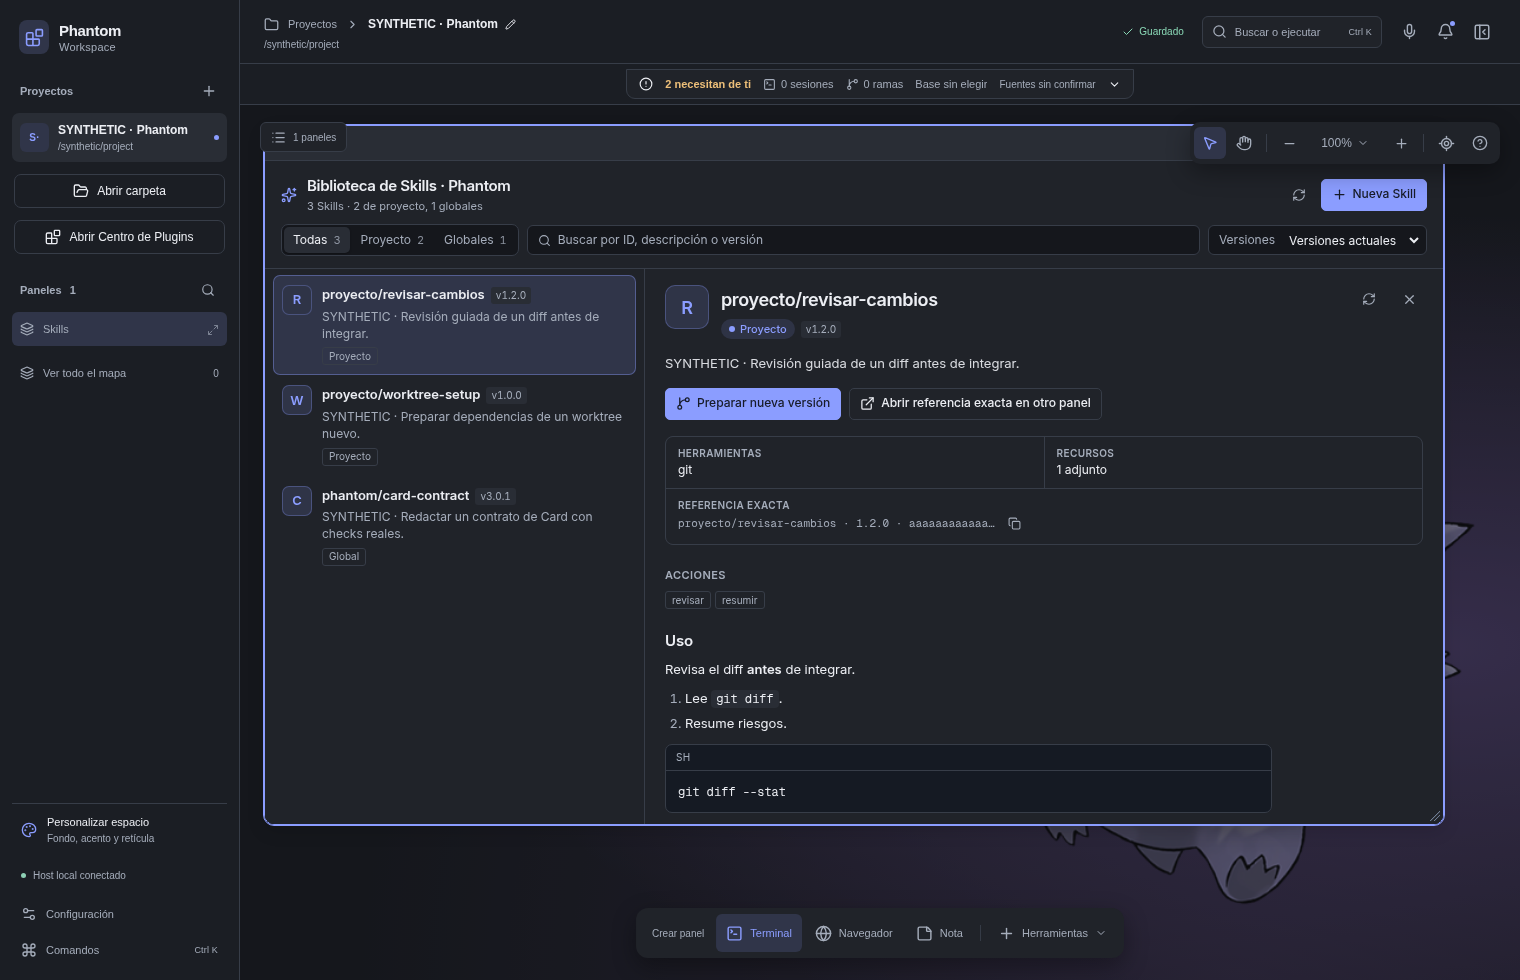 Phantom
Workspace
Proyectos
S·
SYNTHETIC · Phantom
/synthetic/project
Abrir carpeta
Abrir Centro de Plugins
Paneles 1
Skills
Ver todo el mapa 0
Personalizar espacio
Fondo, acento y retícula
Host local conectado
Configuración
Comandos Ctrl K
Proyectos SYNTHETIC · Phantom
/synthetic/project
Guardado
Buscar o ejecutar Ctrl K
2 necesitan de ti 0 sesiones 0 ramas Base sin elegir Fuentes sin confirmar
1 paneles
100%
Biblioteca de Skills · Phantom
3 Skills · 2 de proyecto, 1 globales
Nueva Skill
Todas 3 Proyecto 2 Globales 1
Buscar por ID, descripción o versión
Versiones Versiones actuales
R
proyecto/revisar-cambios v1.2.0
SYNTHETIC · Revisión guiada de un diff antes de
integrar.
Proyecto
W
proyecto/worktree-setup v1.0.0
SYNTHETIC · Preparar dependencias de un worktree
nuevo.
Proyecto
C
phantom/card-contract v3.0.1
SYNTHETIC · Redactar un contrato de Card con
checks reales.
Global
R
proyecto/revisar-cambios
Proyecto v1.2.0
SYNTHETIC · Revisión guiada de un diff antes de integrar.
Preparar nueva versión Abrir referencia exacta en otro panel
HERRAMIENTAS
git
RECURSOS
1 adjunto
REFERENCIA EXACTA
proyecto/revisar-cambios · 1.2.0 · aaaaaaaaaaaa…
ACCIONES
revisar resumir
Uso
Revisa el diff antes de integrar.
1. Lee git diff.
2. Resume riesgos.
SH
git diff --stat
Crear panel Terminal Navegador Nota Herramientas